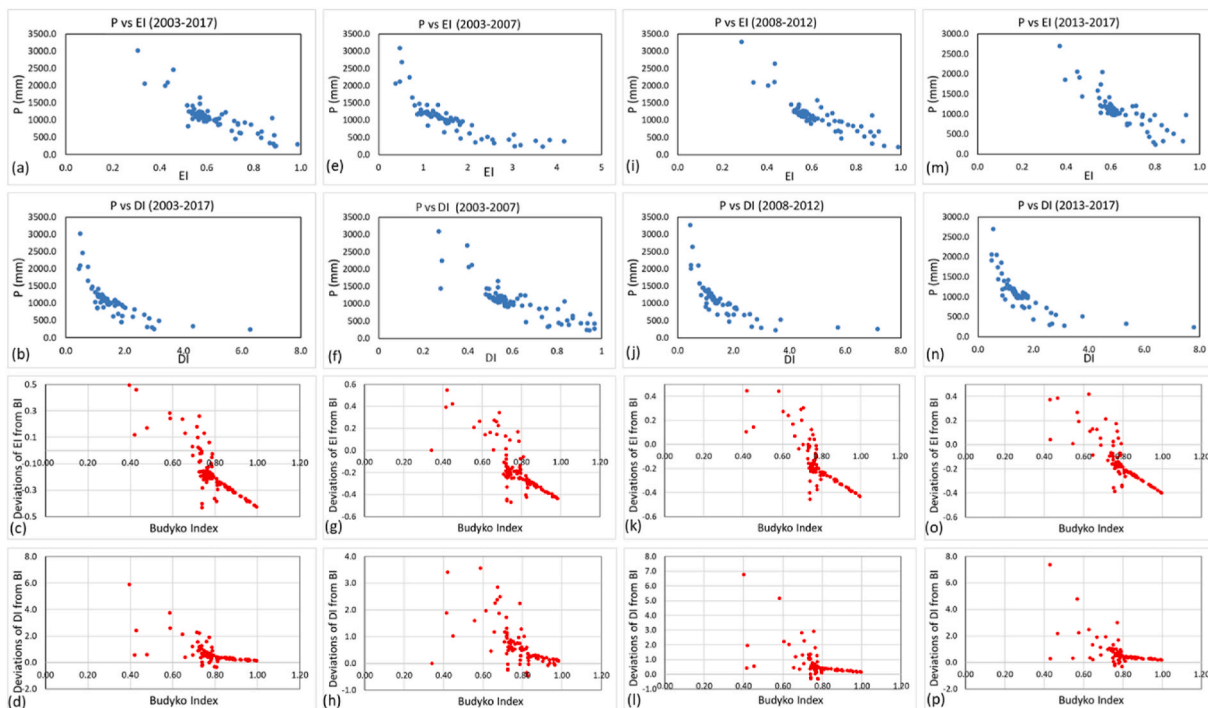 P vs EI (2003-2017)
3500.0
3000.0
2500.0
2000.0
1500.0
1000.0
500.0
0.0
P (mm)
0.0 0.2 0.4 0.6 0.8 1.0
EI
(a)
P vs EI (2003-2007)
3500.0
3000.0
2500.0
2000.0
1500.0
1000.0
500.0
0.0
P (mm)
0 1 2 3 4 5
EI
(e)
P vs EI (2008-2012)
3500.0
3000.0
2500.0
2000.0
1500.0
1000.0
500.0
0.0
P (mm)
0.0 0.2 0.4 0.6 0.8 1.0
EI
(i)
P vs EI (2013-2017)
3000.0
2500.0
2000.0
1500.0
1000.0
500.0
0.0
P (mm)
0.0 0.2 0.4 0.6 0.8 1.0
EI
(m)
P vs DI (2003-2017)
3500.0
3000.0
2500.0
2000.0
1500.0
1000.0
500.0
0.0
P (mm)
0.0 2.0 4.0 6.0 8.0
DI
(b)
P vs DI (2003-2007)
3500.0
3000.0
2500.0
2000.0
1500.0
1000.0
500.0
0.0
P (mm)
0.0 0.2 0.4 0.6 0.8 1.0
DI
(f)
P vs DI (2008-2012)
3500.0
3000.0
2500.0
2000.0
1500.0
1000.0
500.0
0.0
P (mm)
0.0 2.0 4.0 6.0 8.0
DI
(j)
P vs DI (2013-2017)
3000.0
2500.0
2000.0
1500.0
1000.0
500.0
0.0
P (mm)
0.0 2.0 4.0 6.0 8.0
DI
(n)
0.5
0.3
0.1
-0.10
-0.3
-0.5
Deviations of EI from BI
0.00 0.20 0.40 0.60 0.80 1.00 1.20
Budyko Index
(c)
0.6
0.4
0.2
0.0
-0.2
-0.4
-0.6
Deviations of EI from BI
0.00 0.20 0.40 0.60 0.80 1.00 1.20
Budyko Index
(g)
0.6
0.4
0.2
0.0
-0.2
-0.4
-0.6
Deviations of EI from BI
0.00 0.20 0.40 0.60 0.80 1.00 1.20
Budyko Index
(k)
0.6
0.4
0.2
0.0
-0.2
-0.4
-0.6
Deviations of EI from BI
0.00 0.20 0.40 0.60 0.80 1.00 1.20
Budyko Index
(o)
8.0
6.0
4.0
2.0
0.0
-2.0
Deviations of DI from BI
0.00 0.20 0.40 0.60 0.80 1.00 1.20
Budyko Index
(d)
4.0
3.0
2.0
1.0
0.0
-1.0
Deviations of DI from BI
0.00 0.20 0.40 0.60 0.80 1.00 1.20
Budyko Index
(h)
8.0
7.0
6.0
5.0
4.0
3.0
2.0
1.0
0.0
-1.0
Deviations of DI from BI
0.00 0.20 0.40 0.60 0.80 1.00 1.20
Budyko Index
(l)
8.0
6.0
4.0
2.0
0.0
-2.0
Deviations of DI from BI
0.00 0.20 0.40 0.60 0.80 1.00 1.20
Budyko Index
(p)